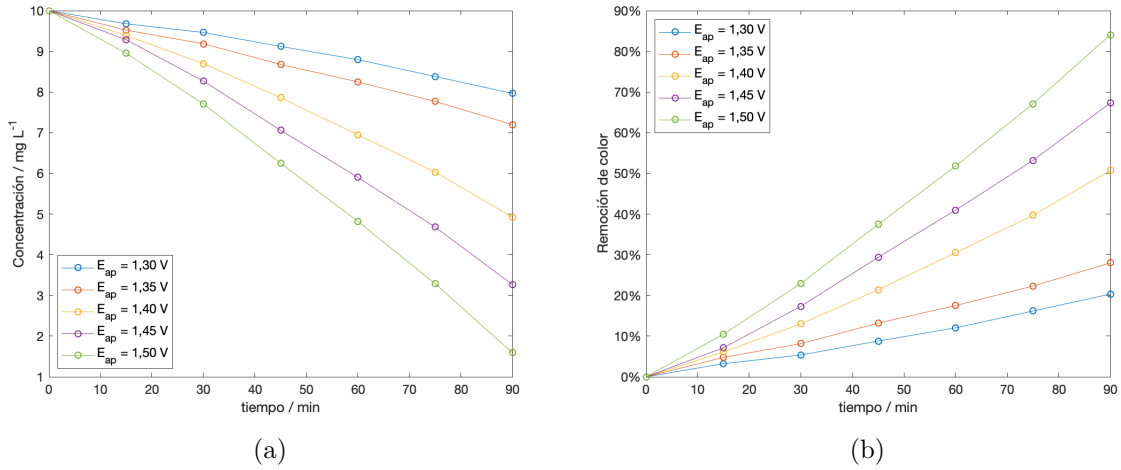 10
9
8
7
6
5
4
3
2
1
Concentración / mg L⁻¹
E_ap = 1,30 V
E_ap = 1,35 V
E_ap = 1,40 V
E_ap = 1,45 V
E_ap = 1,50 V
0 10 20 30 40 50 60 70 80 90
tiempo / min
(a)
90%
80%
70%
60%
50%
40%
30%
20%
10%
0%
Remoción de color
E_ap = 1,30 V
E_ap = 1,35 V
E_ap = 1,40 V
E_ap = 1,45 V
E_ap = 1,50 V
0 10 20 30 40 50 60 70 80 90
tiempo / min
(b)